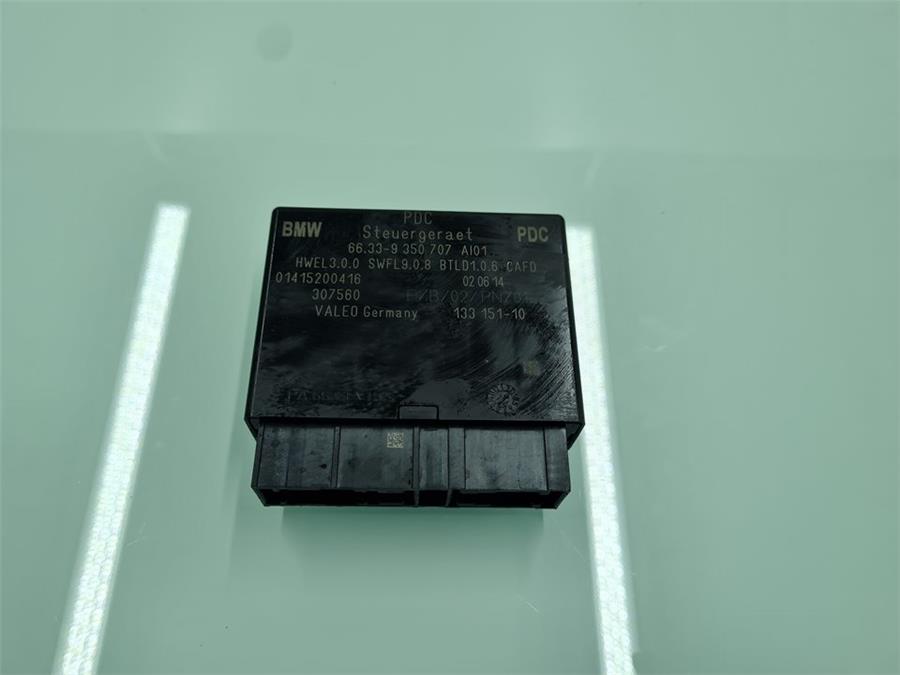 PDC
BMW Steuergeraet PDC
66.33-9 350 707 AI01
HWEL3.0.0 SWFL9.0.8 BTLD1.0.6 CAFD
01415200416 02 06 14
307560
VALEO Germany 133 151-10